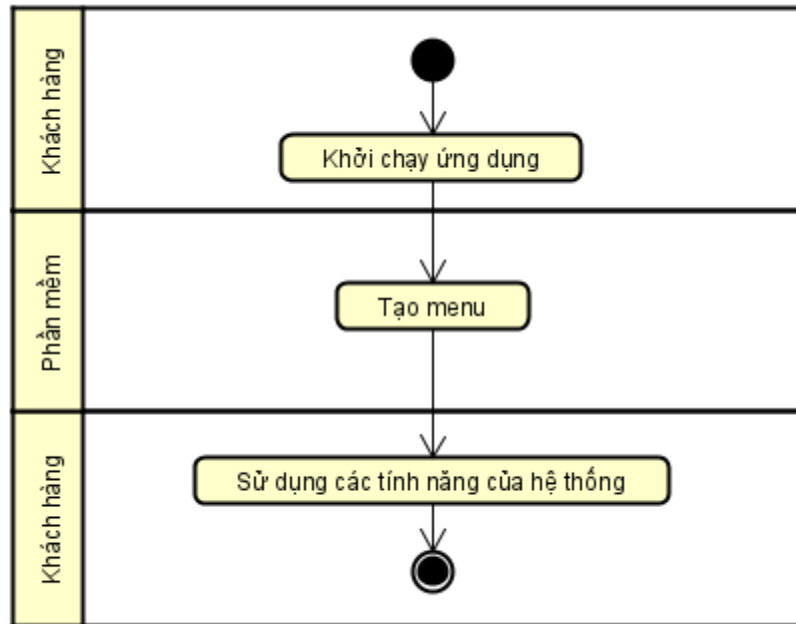 Khách hàng
Khởi chạy ứng dụng
Phần mềm
Tạo menu
Khách hàng
Sử dụng các tính năng của hệ thống